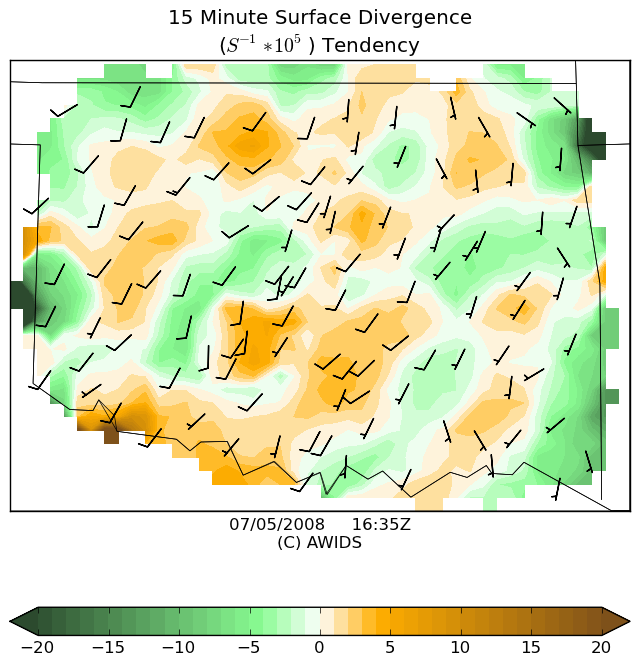 15 Minute Surface Divergence
(S⁻¹ *10⁵ ) Tendency
07/05/2008 16:35Z
(C) AWIDS
−20 −15 −10 −5 0 5 10 15 20